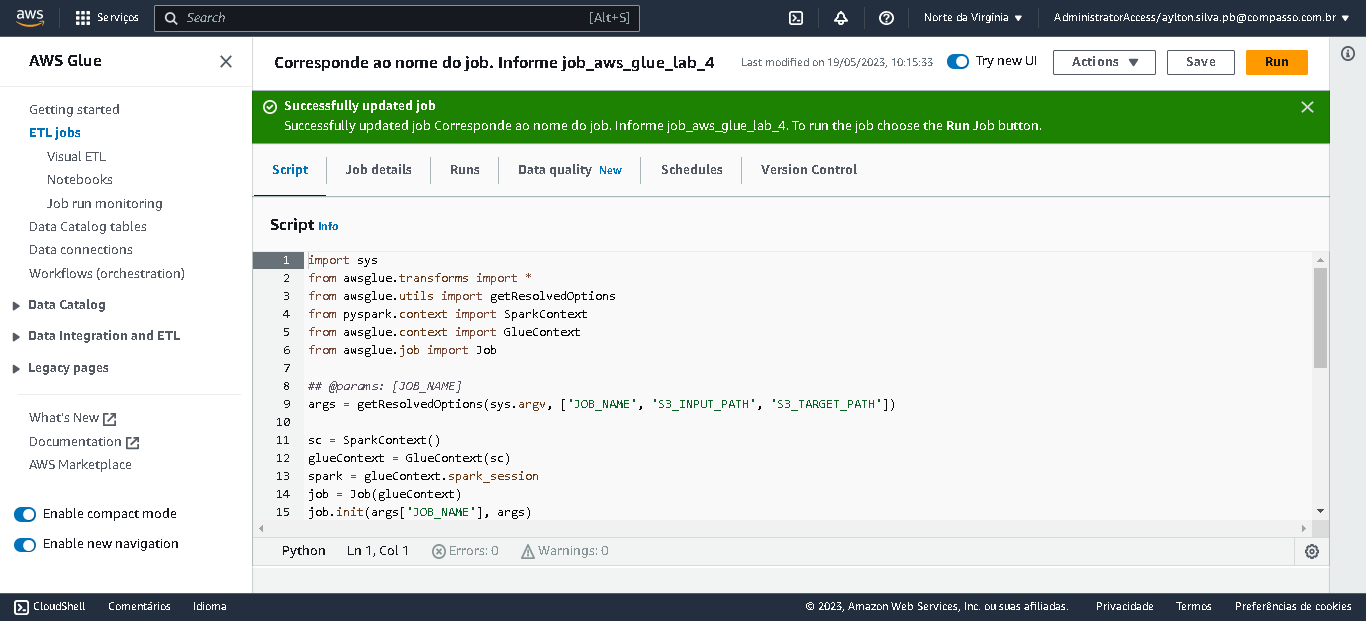 aws
Serviços
Search
[Alt+S]
Norte da Virgínia
AdministratorAccess/aylton.silva.pb@compasso.com.br
AWS Glue
Getting started
ETL jobs
Visual ETL
Notebooks
Job run monitoring
Data Catalog tables
Data connections
Workflows (orchestration)
Data Catalog
Data Integration and ETL
Legacy pages
What's New
Documentation
AWS Marketplace
Enable compact mode
Enable new navigation
Corresponde ao nome do job. Informe job_aws_glue_lab_4
Last modified on 19/05/2023, 10:15:33
Try new UI
Actions
Save
Run
Successfully updated job
Successfully updated job Corresponde ao nome do job. Informe job_aws_glue_lab_4. To run the job choose the Run Job button.
Script
Job details
Runs
Data quality New
Schedules
Version Control
Script Info
1 import sys
2 from awsglue.transforms import *
3 from awsglue.utils import getResolvedOptions
4 from pyspark.context import SparkContext
5 from awsglue.context import GlueContext
6 from awsglue.job import Job
7
8 ## @params: [JOB_NAME]
9 args = getResolvedOptions(sys.argv, ['JOB_NAME', 'S3_INPUT_PATH', 'S3_TARGET_PATH'])
10
11 sc = SparkContext()
12 glueContext = GlueContext(sc)
13 spark = glueContext.spark_session
14 job = Job(glueContext)
15 job.init(args['JOB_NAME'], args)
Python
Ln 1, Col 1
Errors: 0
Warnings: 0
CloudShell
Comentários
Idioma
© 2023, Amazon Web Services, Inc. ou suas afiliadas.
Privacidade
Termos
Preferências de cookies